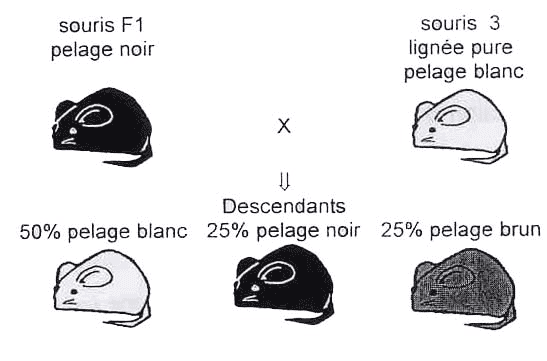 souris F1
pelage noir
souris 3
lignée pure
pelage blanc
X
⇓
Descendants
50% pelage blanc
25% pelage noir
25% pelage brun